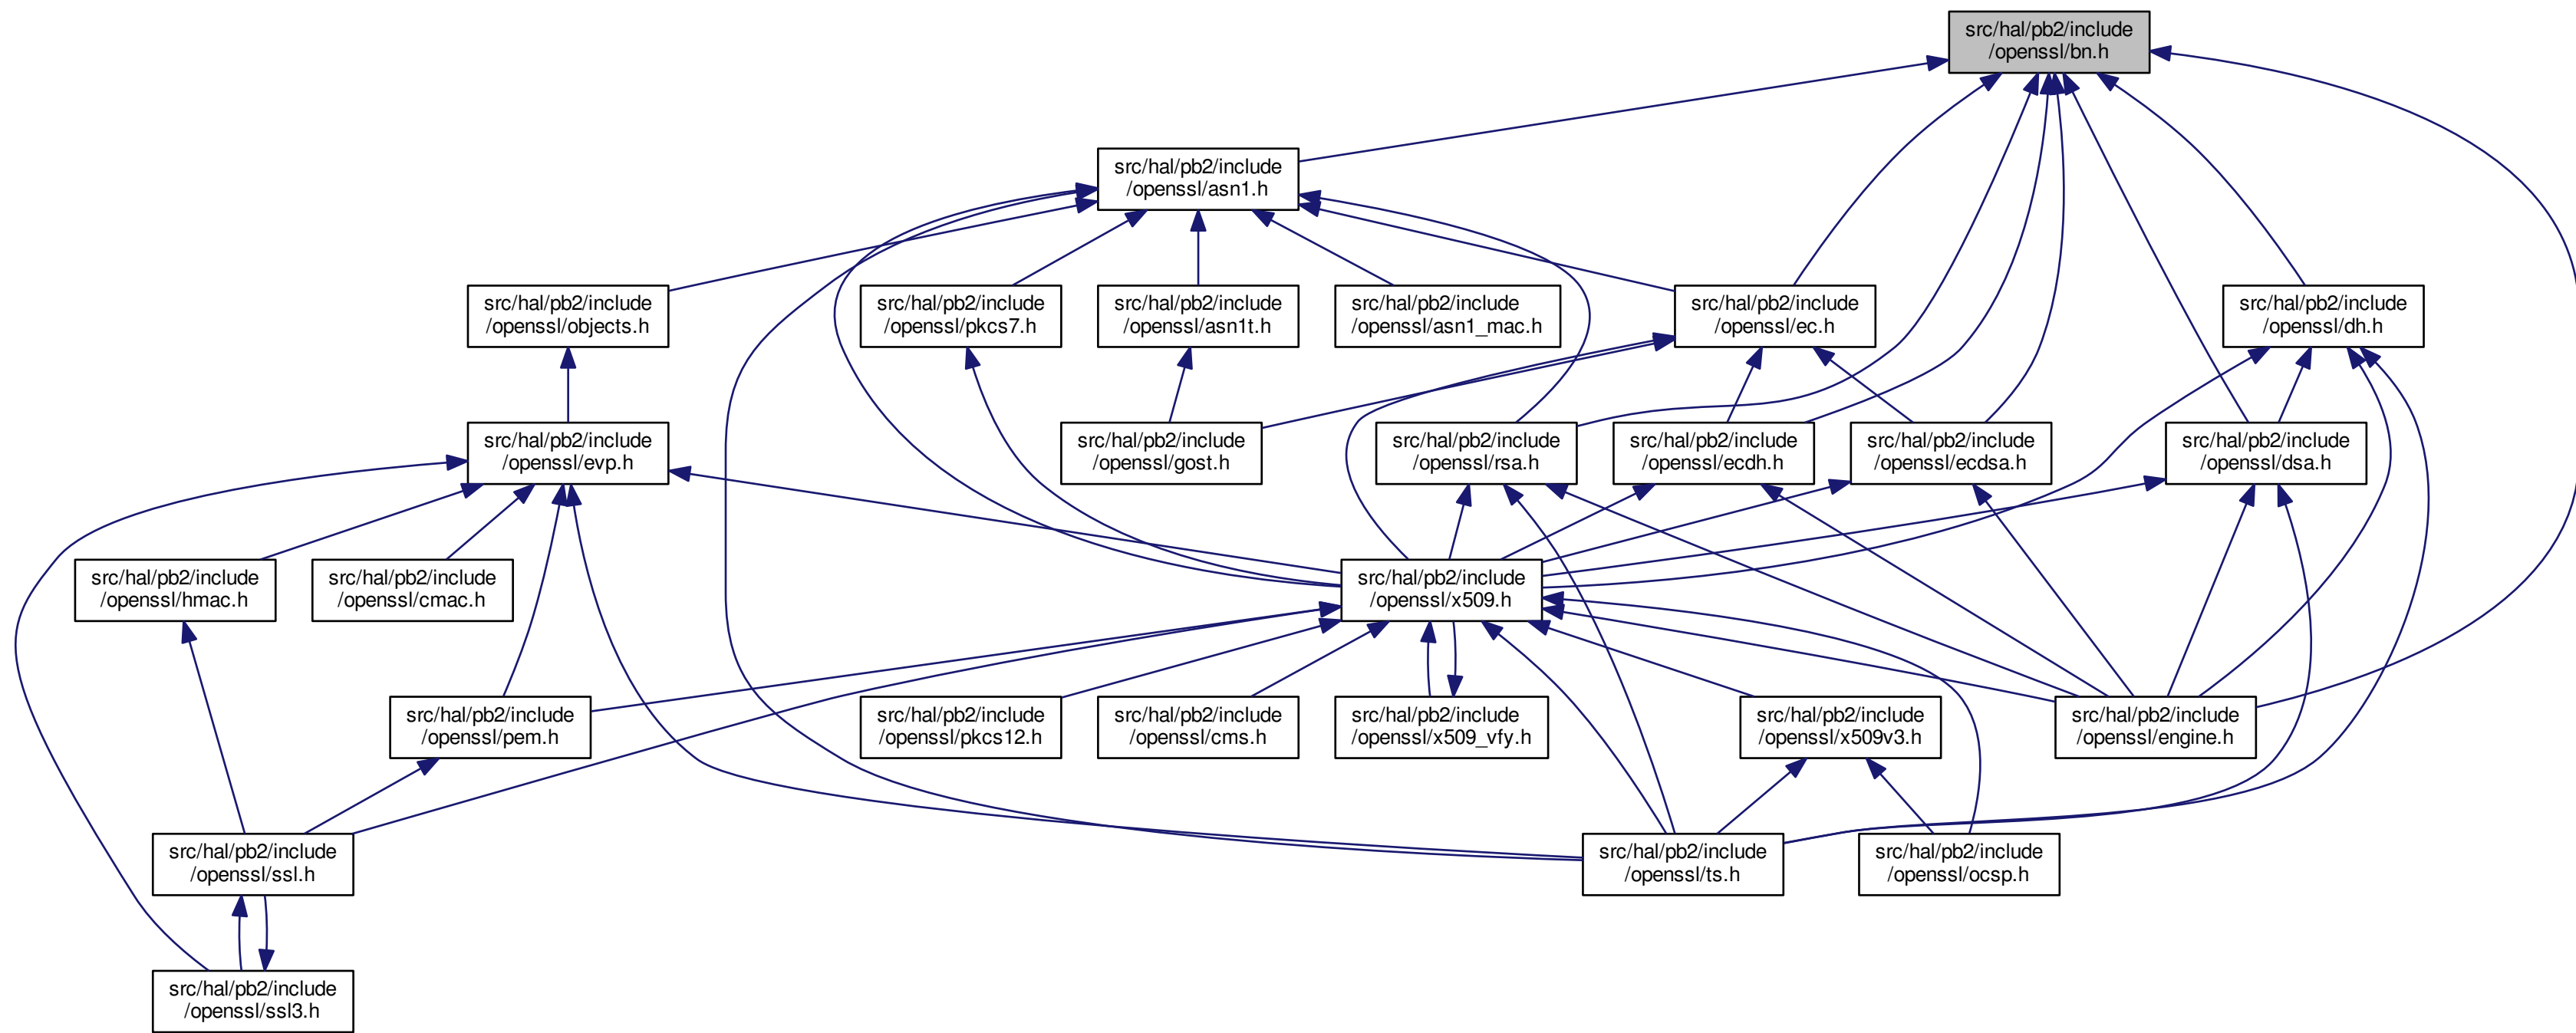 src/hal/pb2/include
/openssl/bn.h
src/hal/pb2/include
/openssl/asn1.h
src/hal/pb2/include
/openssl/objects.h
src/hal/pb2/include
/openssl/pkcs7.h
src/hal/pb2/include
/openssl/asn1t.h
src/hal/pb2/include
/openssl/asn1_mac.h
src/hal/pb2/include
/openssl/ec.h
src/hal/pb2/include
/openssl/dh.h
src/hal/pb2/include
/openssl/evp.h
src/hal/pb2/include
/openssl/gost.h
src/hal/pb2/include
/openssl/rsa.h
src/hal/pb2/include
/openssl/ecdh.h
src/hal/pb2/include
/openssl/ecdsa.h
src/hal/pb2/include
/openssl/dsa.h
src/hal/pb2/include
/openssl/hmac.h
src/hal/pb2/include
/openssl/cmac.h
src/hal/pb2/include
/openssl/x509.h
src/hal/pb2/include
/openssl/pem.h
src/hal/pb2/include
/openssl/pkcs12.h
src/hal/pb2/include
/openssl/cms.h
src/hal/pb2/include
/openssl/x509_vfy.h
src/hal/pb2/include
/openssl/x509v3.h
src/hal/pb2/include
/openssl/engine.h
src/hal/pb2/include
/openssl/ssl.h
src/hal/pb2/include
/openssl/ts.h
src/hal/pb2/include
/openssl/ocsp.h
src/hal/pb2/include
/openssl/ssl3.h